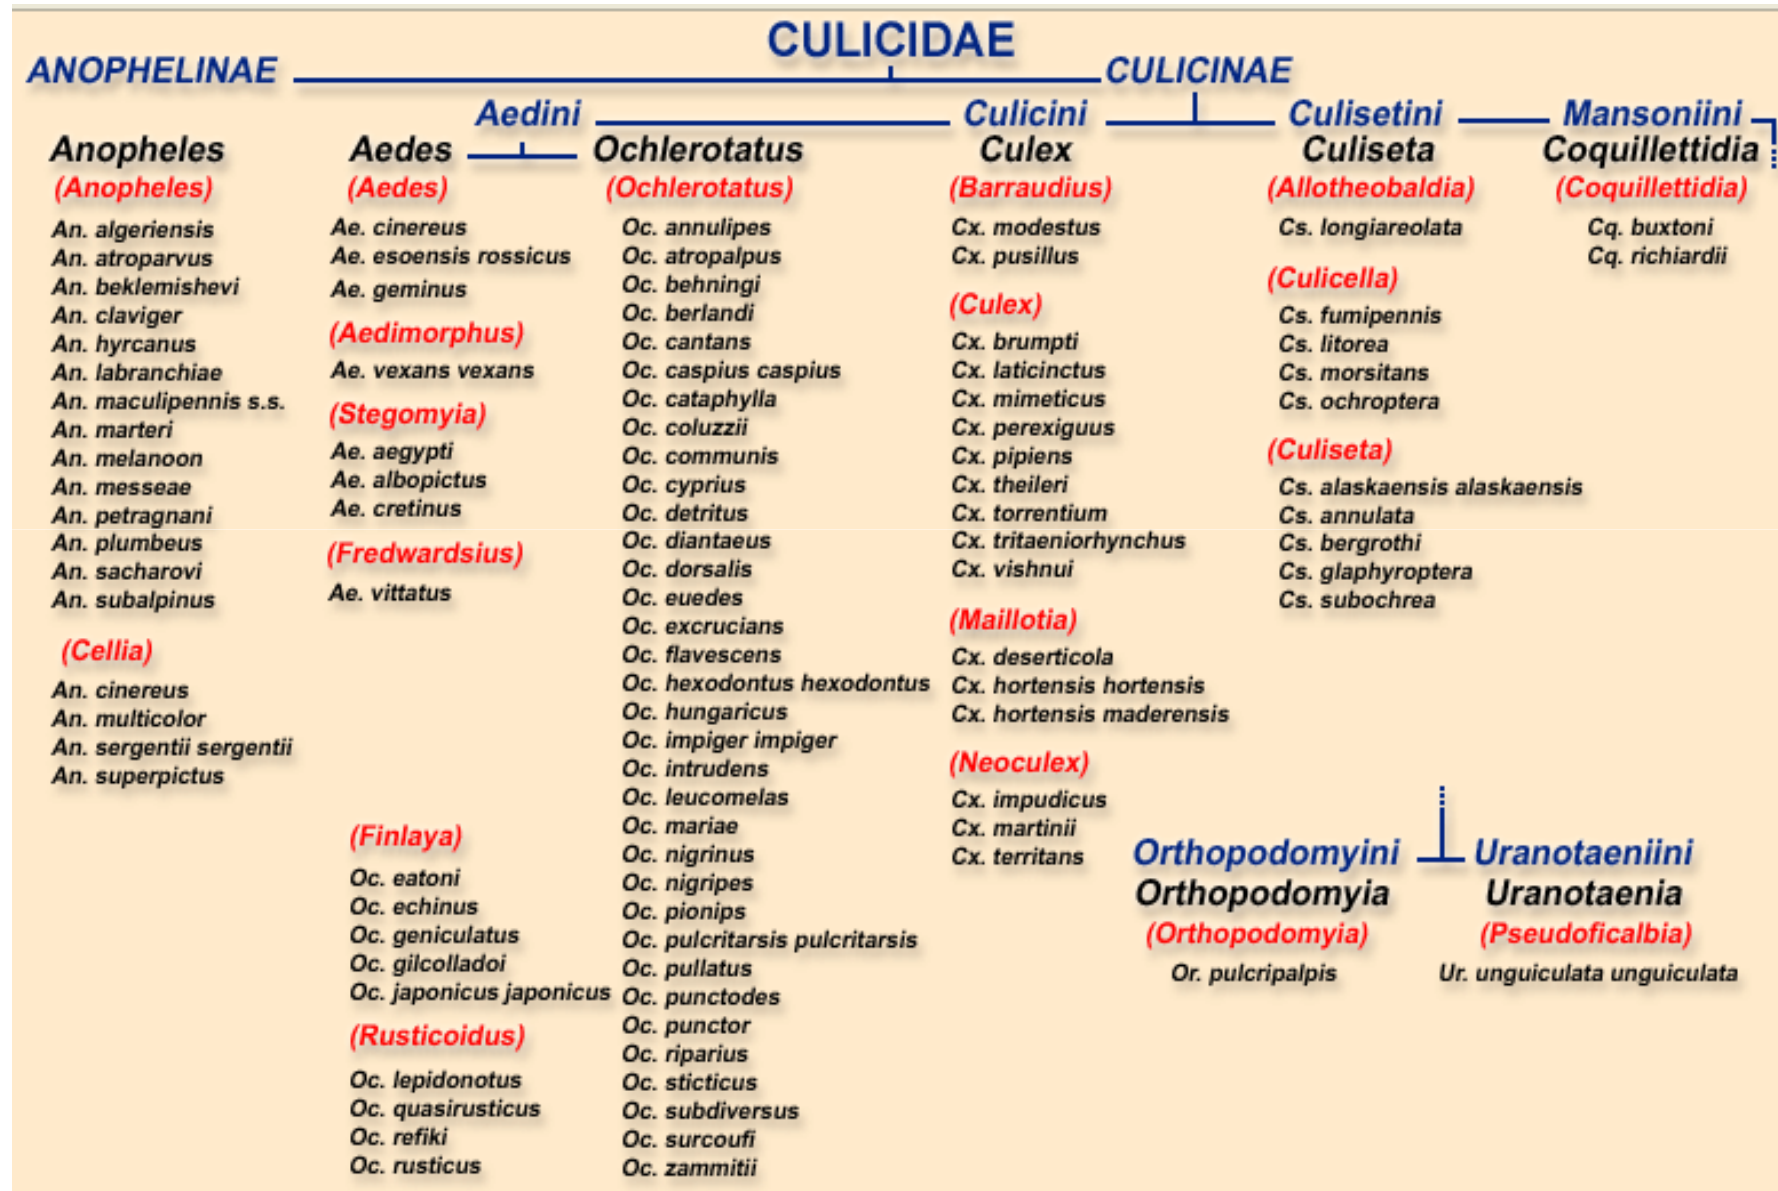 CULICIDAE
ANOPHELINAE
CULICINAE
Aedini
Culicini
Culisetini
Mansoniini
Anopheles
(Anopheles)
An. algeriensis
An. atroparvus
An. beklemishevi
An. claviger
An. hyrcanus
An. labranchiae
An. maculipennis s.s.
An. marteri
An. melanoon
An. messeae
An. petragnani
An. plumbeus
An. sacharovi
An. subalpinus
(Cellia)
An. cinereus
An. multicolor
An. sergentii sergentii
An. superpictus
Aedes
(Aedes)
Ae. cinereus
Ae. esoensis rossicus
Ae. geminus
(Aedimorphus)
Ae. vexans vexans
(Stegomyia)
Ae. aegypti
Ae. albopictus
Ae. cretinus
(Fredwardsius)
Ae. vittatus
(Finlaya)
Oc. eatoni
Oc. echinus
Oc. geniculatus
Oc. gilcolladoi
Oc. japonicus japonicus
(Rusticoidus)
Oc. lepidonotus
Oc. quasirusticus
Oc. refiki
Oc. rusticus
Ochlerotatus
(Ochlerotatus)
Oc. annulipes
Oc. atropalpus
Oc. behningi
Oc. berlandi
Oc. cantans
Oc. caspius caspius
Oc. cataphylla
Oc. coluzzii
Oc. communis
Oc. cyprius
Oc. detritus
Oc. diantaeus
Oc. dorsalis
Oc. euedes
Oc. excrucians
Oc. flavescens
Oc. hexodontus hexodontus
Oc. hungaricus
Oc. impiger impiger
Oc. intrudens
Oc. leucomelas
Oc. mariae
Oc. nigrinus
Oc. nigripes
Oc. pionips
Oc. pulcritarsis pulcritarsis
Oc. pullatus
Oc. punctodes
Oc. punctor
Oc. riparius
Oc. sticticus
Oc. subdiversus
Oc. surcoufi
Oc. zammitii
Culex
(Barraudius)
Cx. modestus
Cx. pusillus
(Culex)
Cx. brumpti
Cx. laticinctus
Cx. mimeticus
Cx. perexiguus
Cx. pipiens
Cx. theileri
Cx. torrentium
Cx. tritaeniorhynchus
Cx. vishnui
(Maillotia)
Cx. deserticola
Cx. hortensis hortensis
Cx. hortensis maderensis
(Neoculex)
Cx. impudicus
Cx. martinii
Cx. territans
Culiseta
(Allotheobaldia)
Cs. longiareolata
(Culicella)
Cs. fumipennis
Cs. litorea
Cs. morsitans
Cs. ochroptera
(Culiseta)
Cs. alaskaensis alaskaensis
Cs. annulata
Cs. bergrothi
Cs. glaphyroptera
Cs. subochrea
Coquillettidia
(Coquillettidia)
Cq. buxtoni
Cq. richiardii
Orthopodomyini
Orthopodomyia
(Orthopodomyia)
Or. pulcripalpis
Uranotaeniini
Uranotaenia
(Pseudoficalbia)
Ur. unguiculata unguiculata